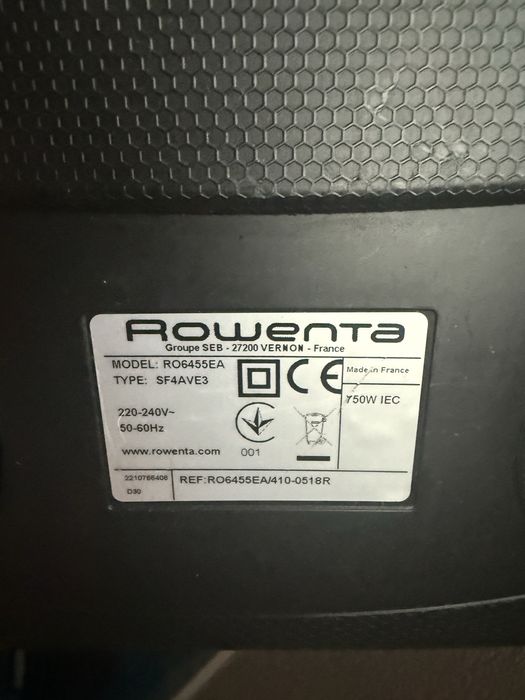 Rowenta
Groupe SEB - 27200 VERNON - France
MODEL: RO6455EA
TYPE: SF4AVE3
CE
Made in France
220-240V~
50-60Hz
750W IEC
www.rowenta.com
001
2210766408
D30
REF:RO6455EA/410-0518R